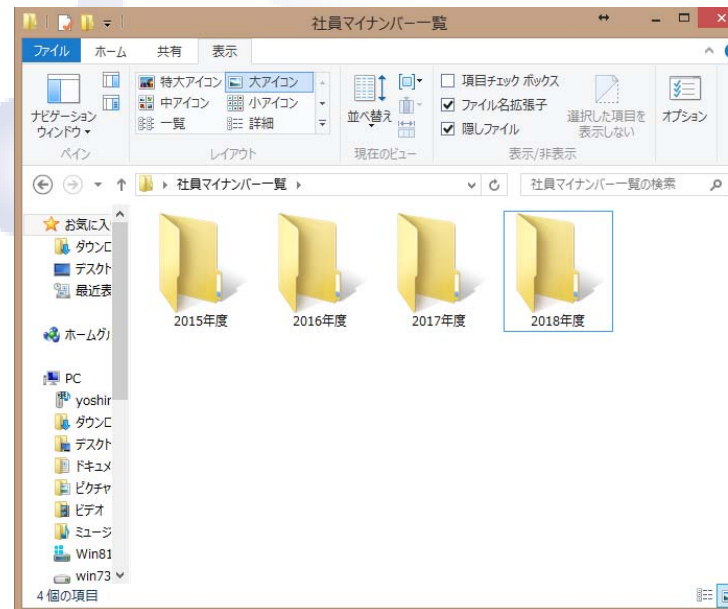 社員マイナンバー一覧
ファイル ホーム 共有 表示
特大アイコン 大アイコン
中アイコン 小アイコン
一覧 詳細
ナビゲーション
ウィンドウ
並べ替え
項目チェック ボックス
ファイル名拡張子
隠しファイル
選択した項目を
表示しない
オプション
ペイン レイアウト 現在のビュー 表示/非表示
社員マイナンバー一覧 社員マイナンバー一覧の検索
お気に入
ダウンロ
デスクト
最近表
ホームグル
PC
yoshin
ダウンロ
デスクト
ドキュメ
ピクチャ
ビデオ
ミュージ
Win81
win73
2015年度 2016年度 2017年度 2018年度
4 個の項目